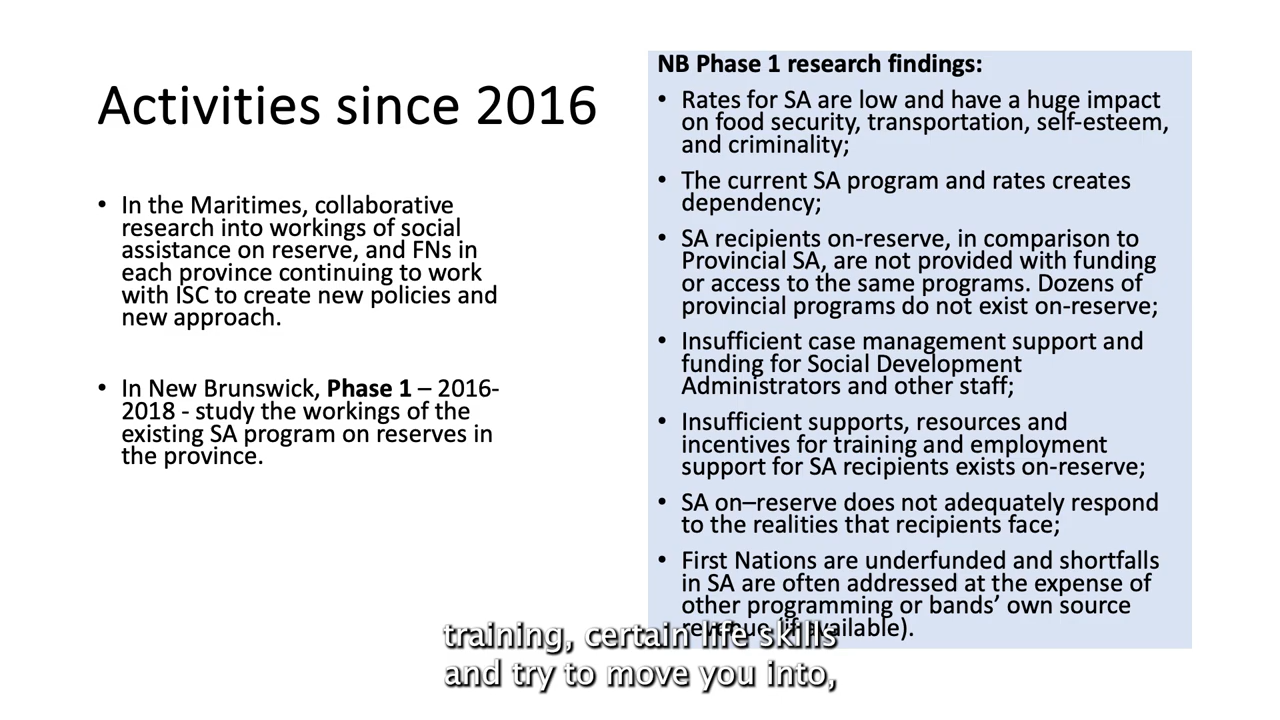 Activities since 2016
• In the Maritimes, collaborative
research into workings of social
assistance on reserve, and FNs in
each province continuing to work
with ISC to create new policies and
new approach.
• In New Brunswick, Phase 1 – 2016-
2018 - study the workings of the
existing SA program on reserves in
the province.
NB Phase 1 research findings:
• Rates for SA are low and have a huge impact
on food security, transportation, self-esteem,
and criminality;
• The current SA program and rates creates
dependency;
• SA recipients on-reserve, in comparison to
Provincial SA, are not provided with funding
or access to the same programs. Dozens of
provincial programs do not exist on-reserve;
• Insufficient case management support and
funding for Social Development
Administrators and other staff;
• Insufficient supports, resources and
incentives for training and employment
support for SA recipients exists on-reserve;
• SA on–reserve does not adequately respond
to the realities that recipients face;
• First Nations are underfunded and shortfalls
in SA are often addressed at the expense of
other programming or bands’ own source
revenue (if available).
training, certain life skills
and try to move you into,